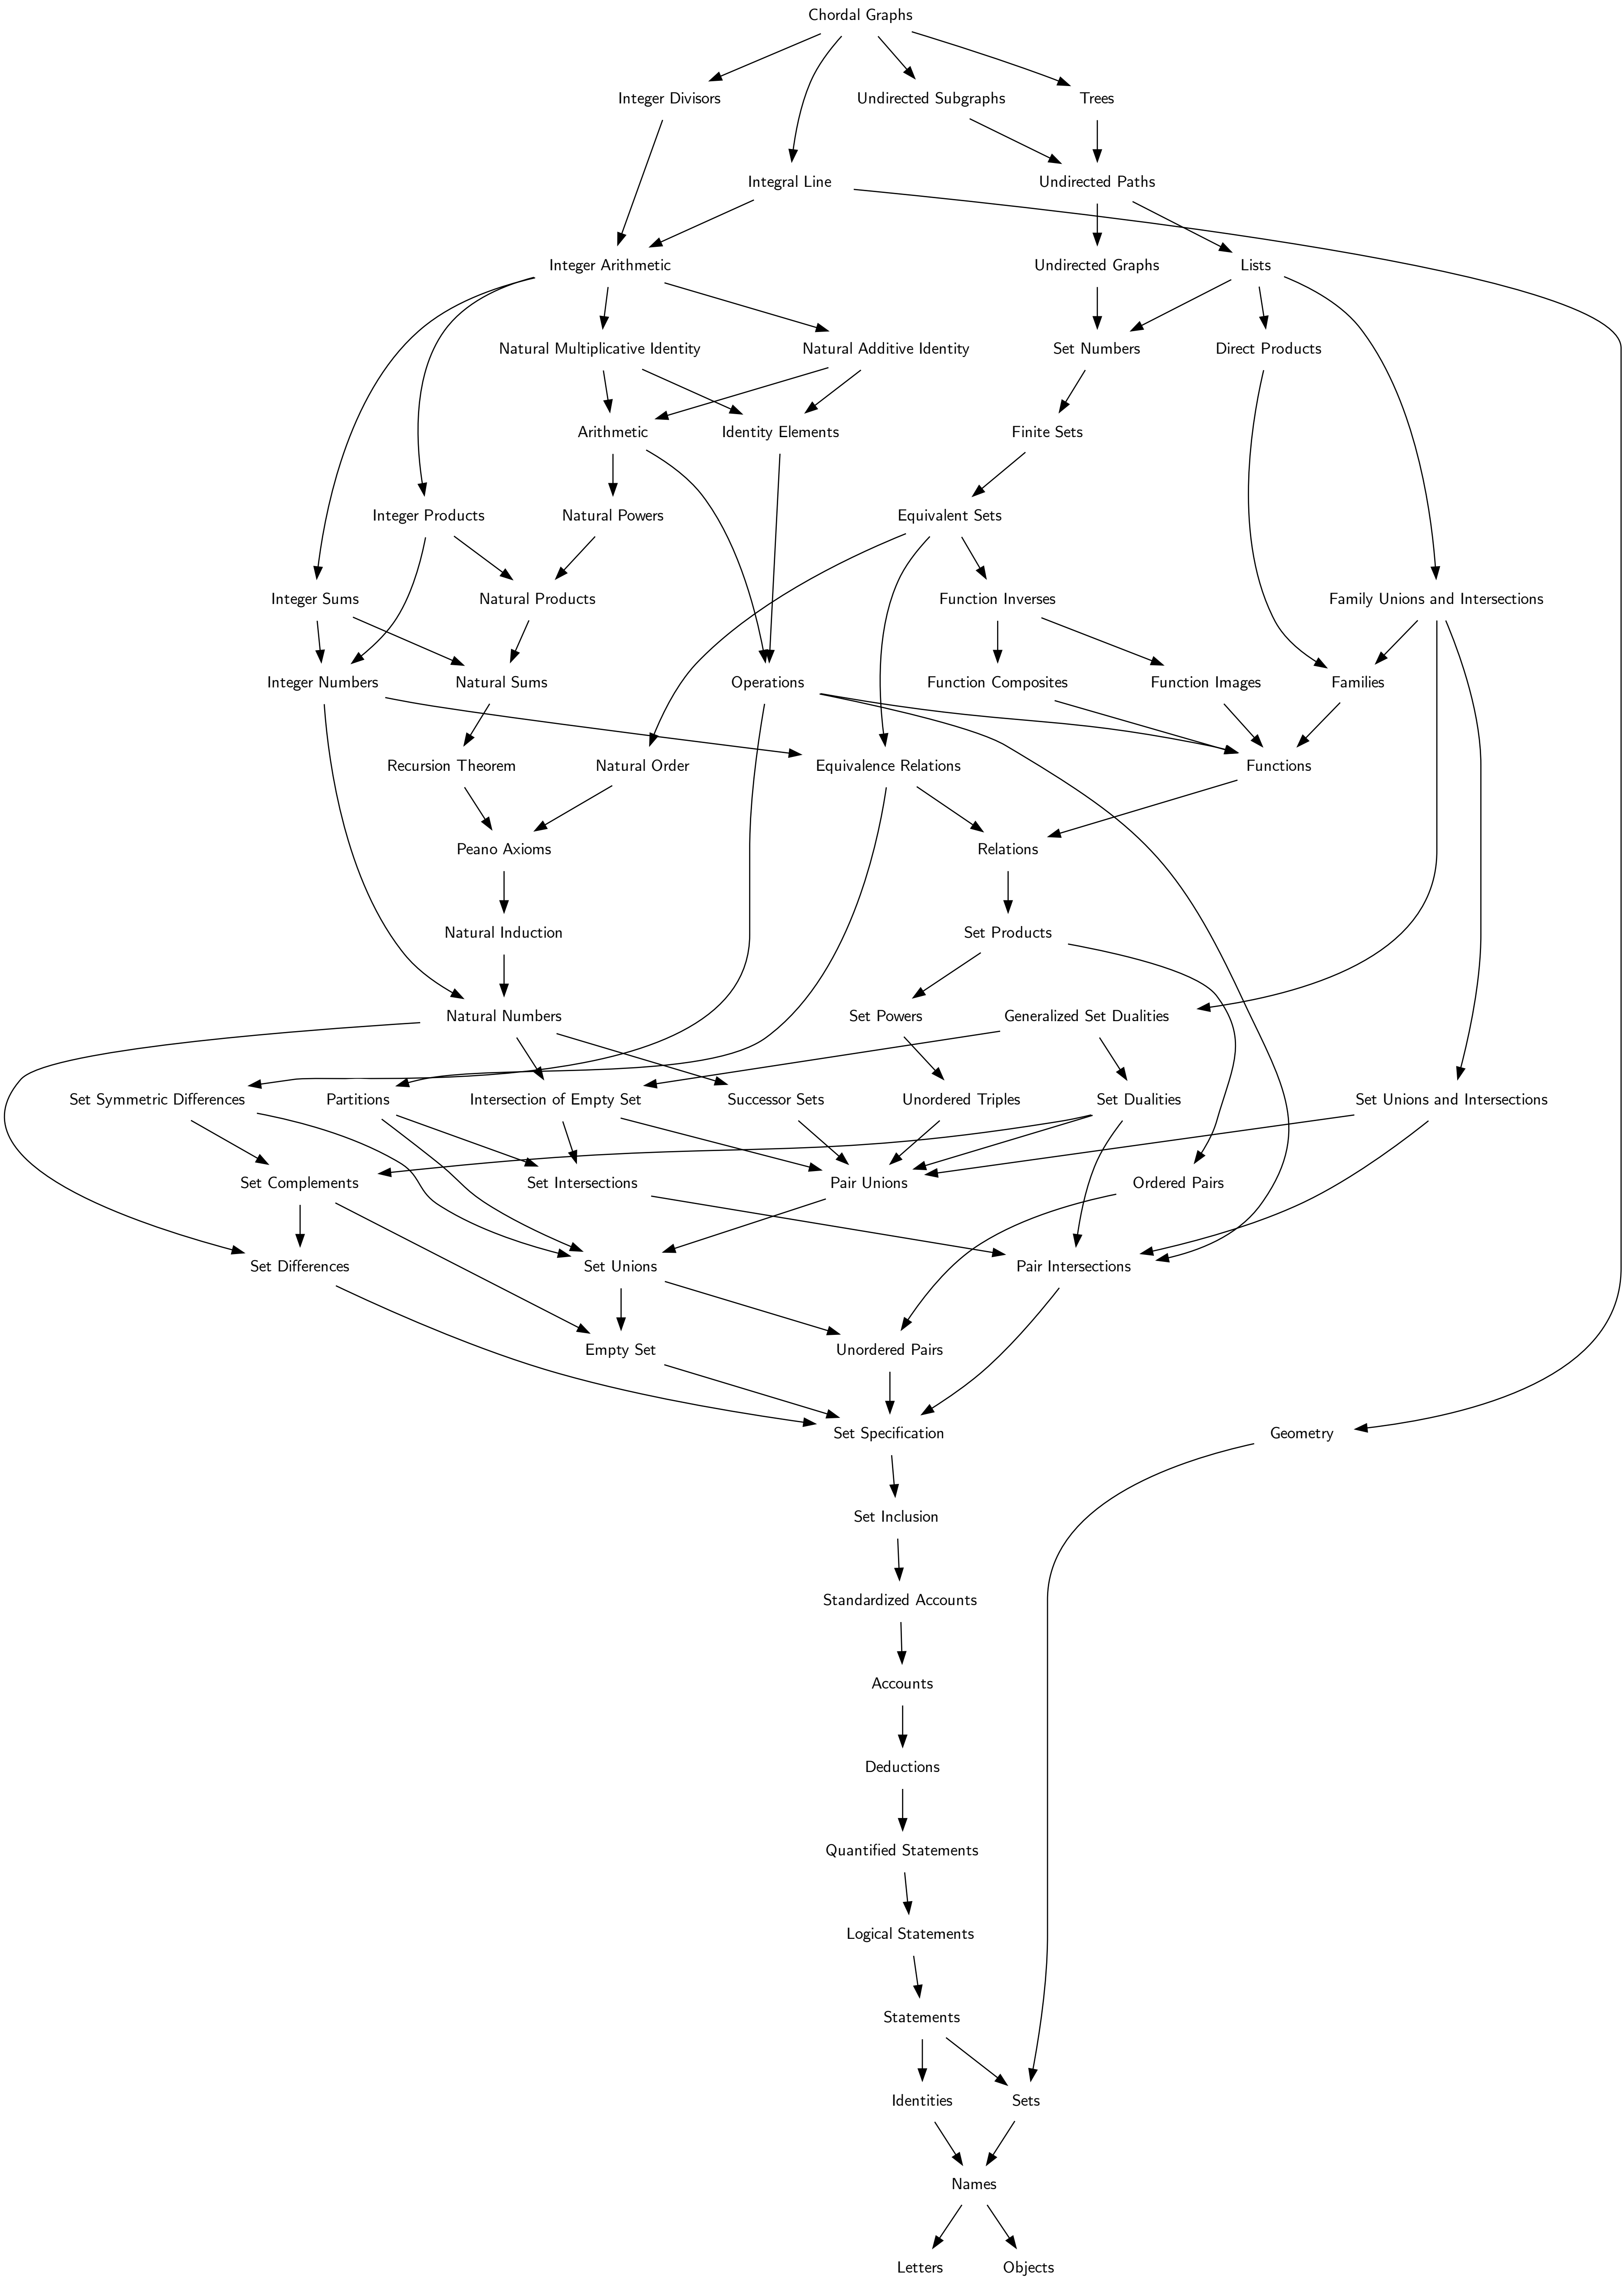 Chordal Graphs
Integer Divisors
Undirected Subgraphs
Trees
Integral Line
Undirected Paths
Integer Arithmetic
Undirected Graphs
Lists
Natural Multiplicative Identity
Natural Additive Identity
Set Numbers
Direct Products
Arithmetic
Identity Elements
Finite Sets
Integer Products
Natural Powers
Equivalent Sets
Integer Sums
Natural Products
Function Inverses
Family Unions and Intersections
Integer Numbers
Natural Sums
Operations
Function Composites
Function Images
Families
Recursion Theorem
Natural Order
Equivalence Relations
Functions
Peano Axioms
Relations
Natural Induction
Set Products
Natural Numbers
Set Powers
Generalized Set Dualities
Set Symmetric Differences
Partitions
Intersection of Empty Set
Successor Sets
Unordered Triples
Set Dualities
Set Unions and Intersections
Set Complements
Set Intersections
Pair Unions
Ordered Pairs
Set Differences
Set Unions
Pair Intersections
Empty Set
Unordered Pairs
Set Specification
Geometry
Set Inclusion
Standardized Accounts
Accounts
Deductions
Quantified Statements
Logical Statements
Statements
Identities
Sets
Names
Letters
Objects